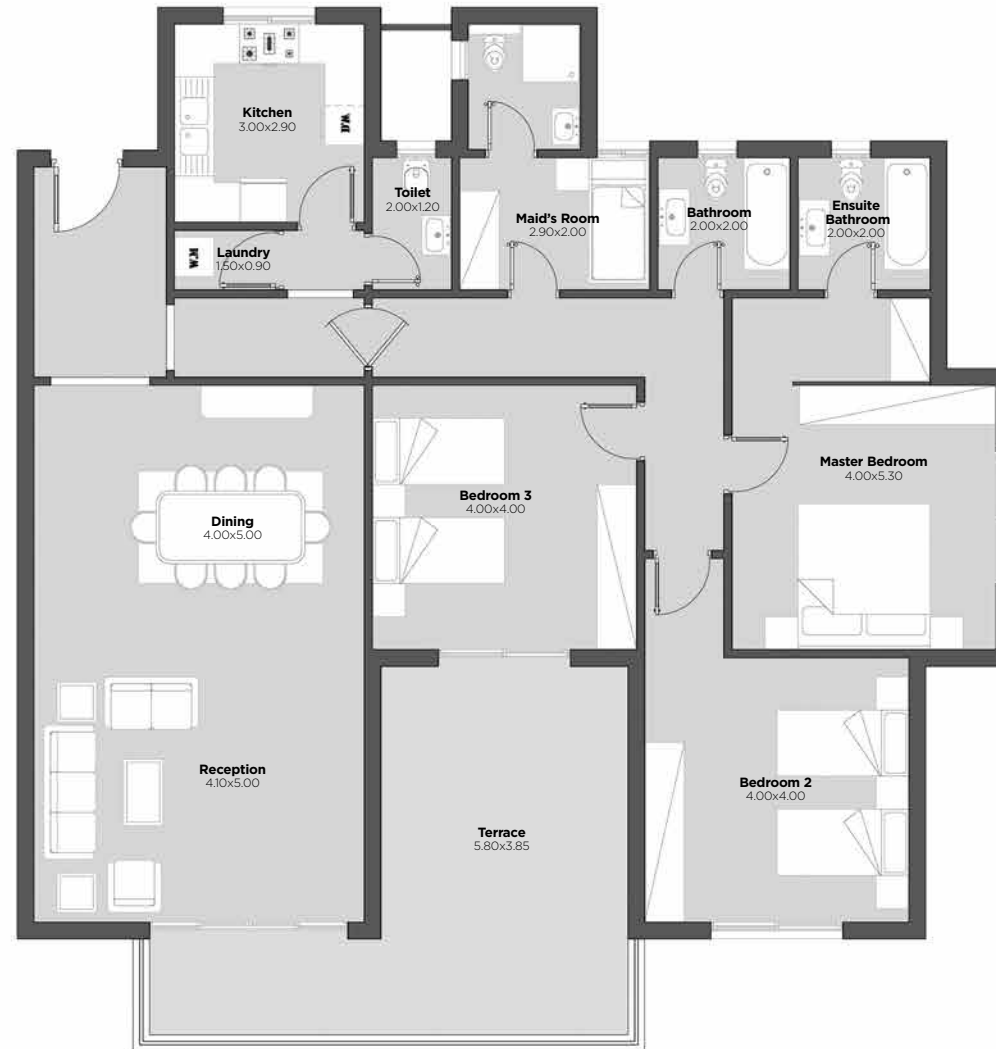 Kitchen
3.00x2.90
W.D
Toilet
2.00x1.20
Maid's Room
2.90x2.00
Bathroom
2.00x2.00
Ensuite
Bathroom
2.00x2.00
Laundry
1.50x0.90
W.M
Dining
4.00x5.00
Bedroom 3
4.00x4.00
Master Bedroom
4.00x5.30
Reception
4.10x5.00
Terrace
5.80x3.85
Bedroom 2
4.00x4.00